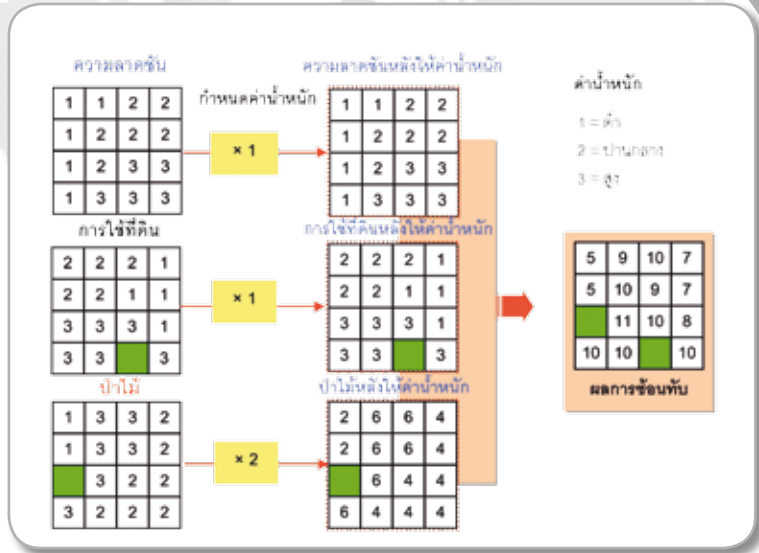 ความลาดชัน
1 1 2 2
1 2 2 2
1 2 3 3
1 3 3 3
กำหนดค่าน้ำหนัก
× 1
ความลาดชันหลังให้ค่าน้ำหนัก
1 1 2 2
1 2 2 2
1 2 3 3
1 3 3 3
การใช้ที่ดิน
2 2 2 1
2 2 1 1
3 3 3 1
3 3 3
× 1
การใช้ที่ดินหลังให้ค่าน้ำหนัก
2 2 2 1
2 2 1 1
3 3 3 1
3 3 3
ป่าไม้
1 3 3 2
1 3 3 2
3 2 2
3 2 2 2
× 2
ป่าไม้หลังให้ค่าน้ำหนัก
2 6 6 4
2 6 6 4
6 4 4
6 4 4 4
ค่าน้ำหนัก
1 = ต่ำ
2 = ปานกลาง
3 = สูง
5 9 10 7
5 10 9 7
11 10 8
10 10 10
ผลการซ้อนทับ